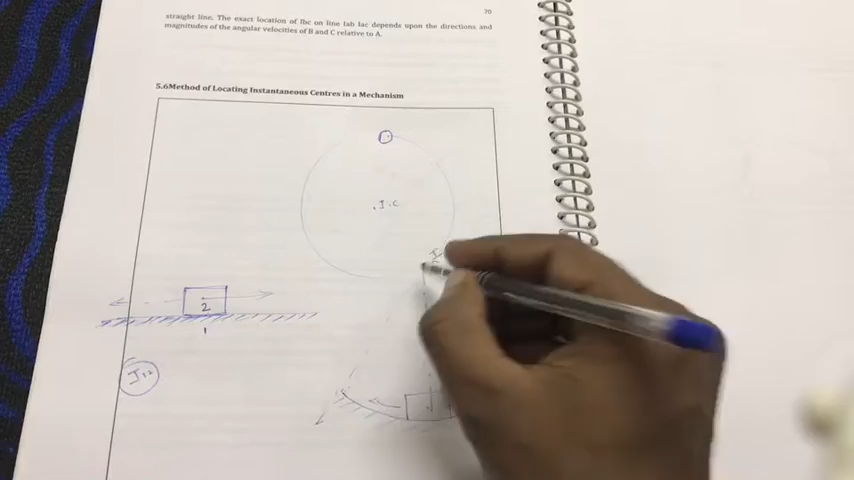 70
straight line. The exact location of Ibc on line Iab Iac depends upon the directions and
magnitudes of the angular velocities of B and C relative to A.
5.6Method of Locating Instantaneous Centres in a Mechanism
. I.C
2
1
I12